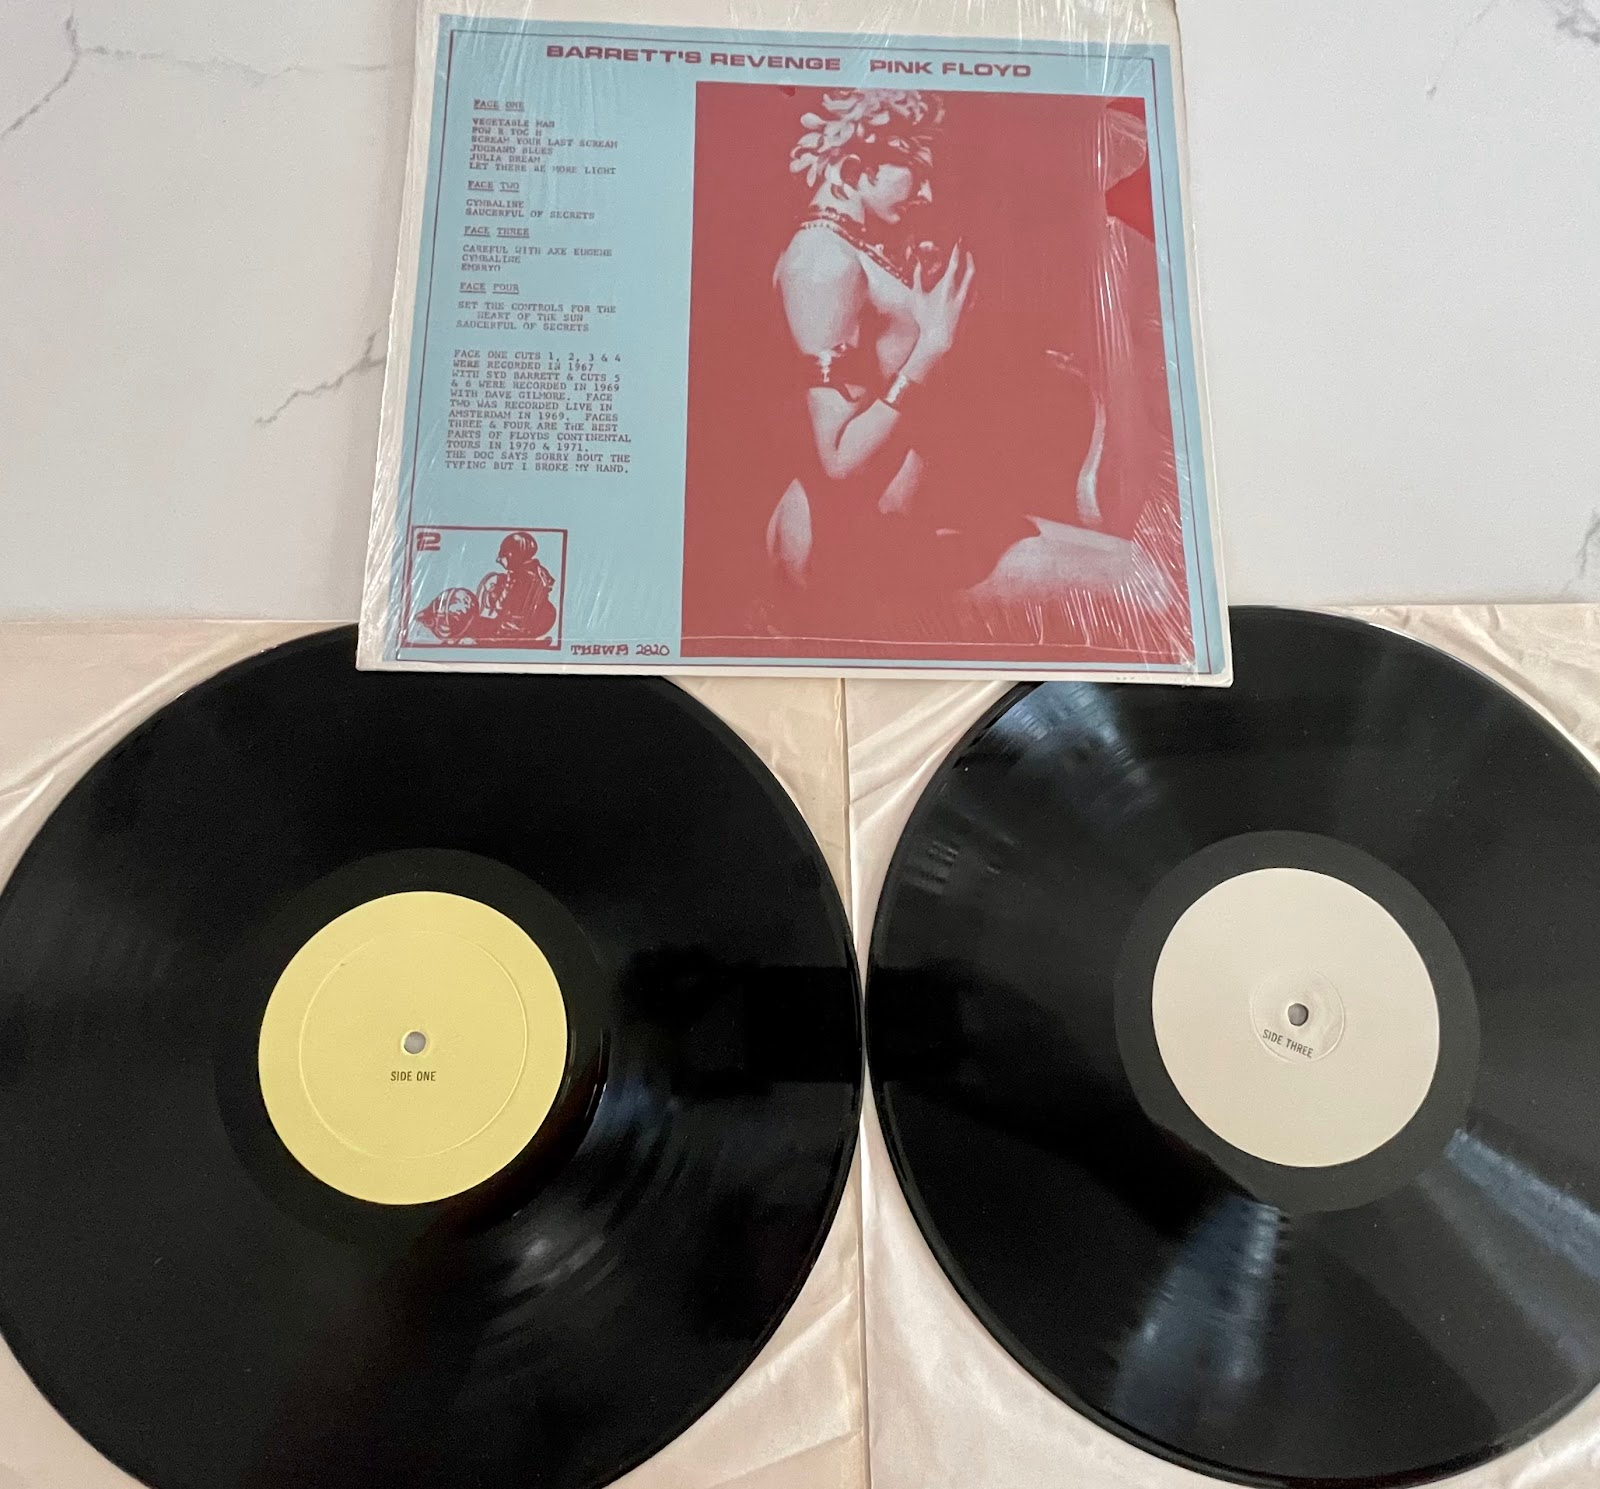 BARRETT'S REVENGE PINK FLOYD
FACE ONE
VEGETABLE MAN
POW R TOC H
SCREAM YOUR LAST SCREAM
JUGBAND BLUES
JULIA DREAM
LET THERE BE MORE LIGHT
FACE TWO
CYMBALINE
SAUCERFUL OF SECRETS
FACE THREE
CAREFUL WITH AXE EUGENE
CYMBALINE
EMBRYO
FACE FOUR
SET THE CONTROLS FOR THE
HEART OF THE SUN
SAUCERFUL OF SECRETS
FACE ONE CUTS 1, 2, 3 & 4
WERE RECORDED IN 1967
WITH SYD BARRETT & CUTS 5
& 6 WERE RECORDED IN 1969
WITH DAVE GILMORE. FACE
TWO WAS RECORDED LIVE IN
AMSTERDAM IN 1969. FACES
THREE & FOUR ARE THE BEST
PARTS OF FLOYDS CONTINENTAL
TOURS IN 1970 & 1971.
THE DOC SAYS SORRY BOUT THE
TYPING BUT I BROKE MY HAND.
2820
SIDE ONE
SIDE THREE